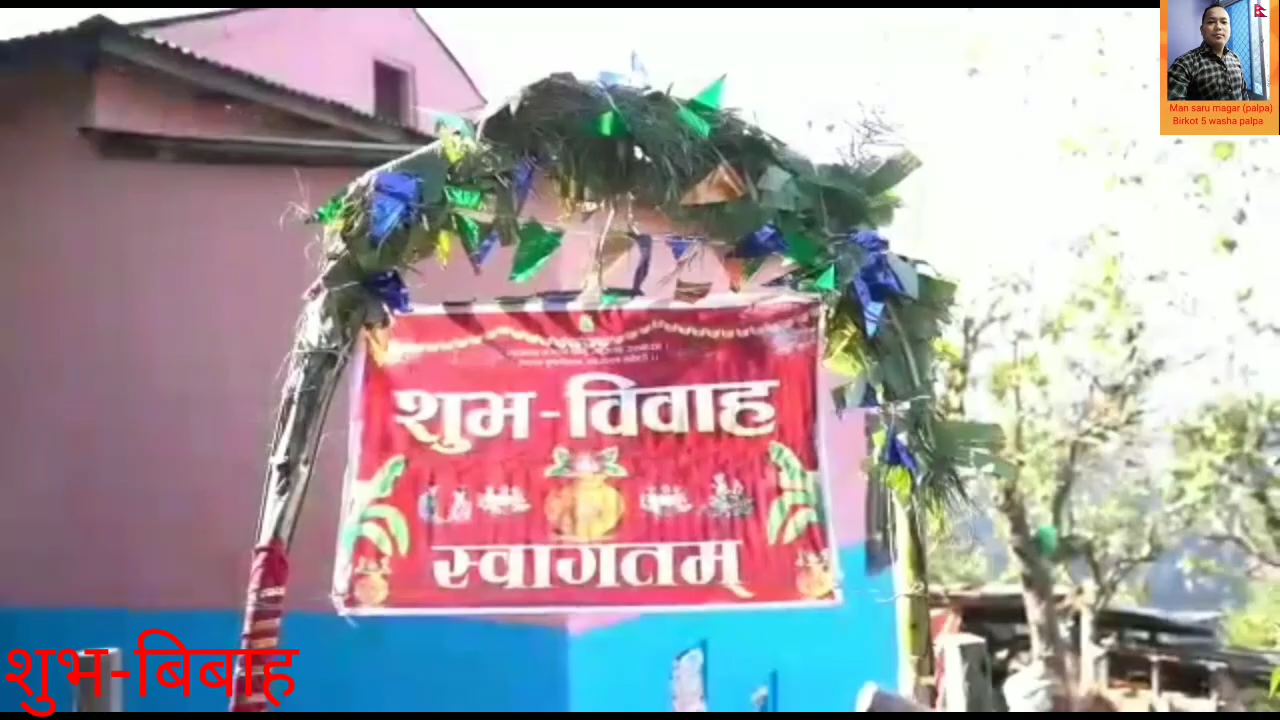 Man saru magar (palpa)
Birkot 5 washa palpa
शुभ-विवाह
स्वागतम्
शुभ-बिबाह